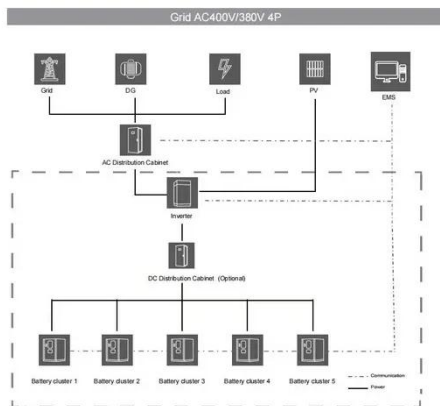 Grid AC400V/380V 4P
Grid
DG
Load
PV
EMS
AC Distribution Cabinet
Inverter
DC Distribution Cabinet (Optional)
Battery cluster 1
Battery cluster 2
Battery cluster 3
Battery cluster 4
Battery cluster 5
Communication
Power